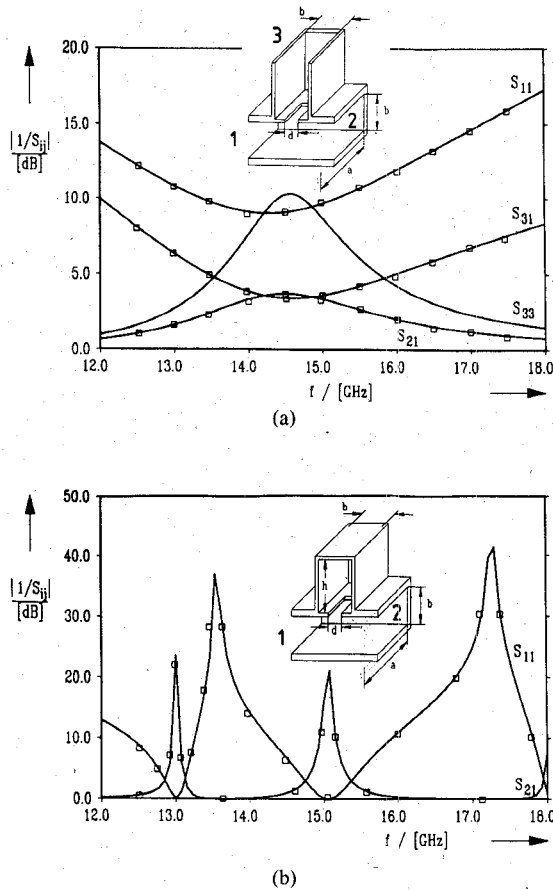 20.0
15.0
10.0
5.0
0.0
|1/Sij|
[dB]
3
b
1
2
b
d
a
S11
S31
S33
S21
12.0 13.0 14.0 15.0 16.0 17.0 18.0
f / [GHz]
(a)
50.0
40.0
30.0
20.0
10.0
0.0
|1/Sij|
[dB]
b
h
1
2
b
d
a
S11
S21
12.0 13.0 14.0 15.0 16.0 17.0 18.0
f / [GHz]
(b)